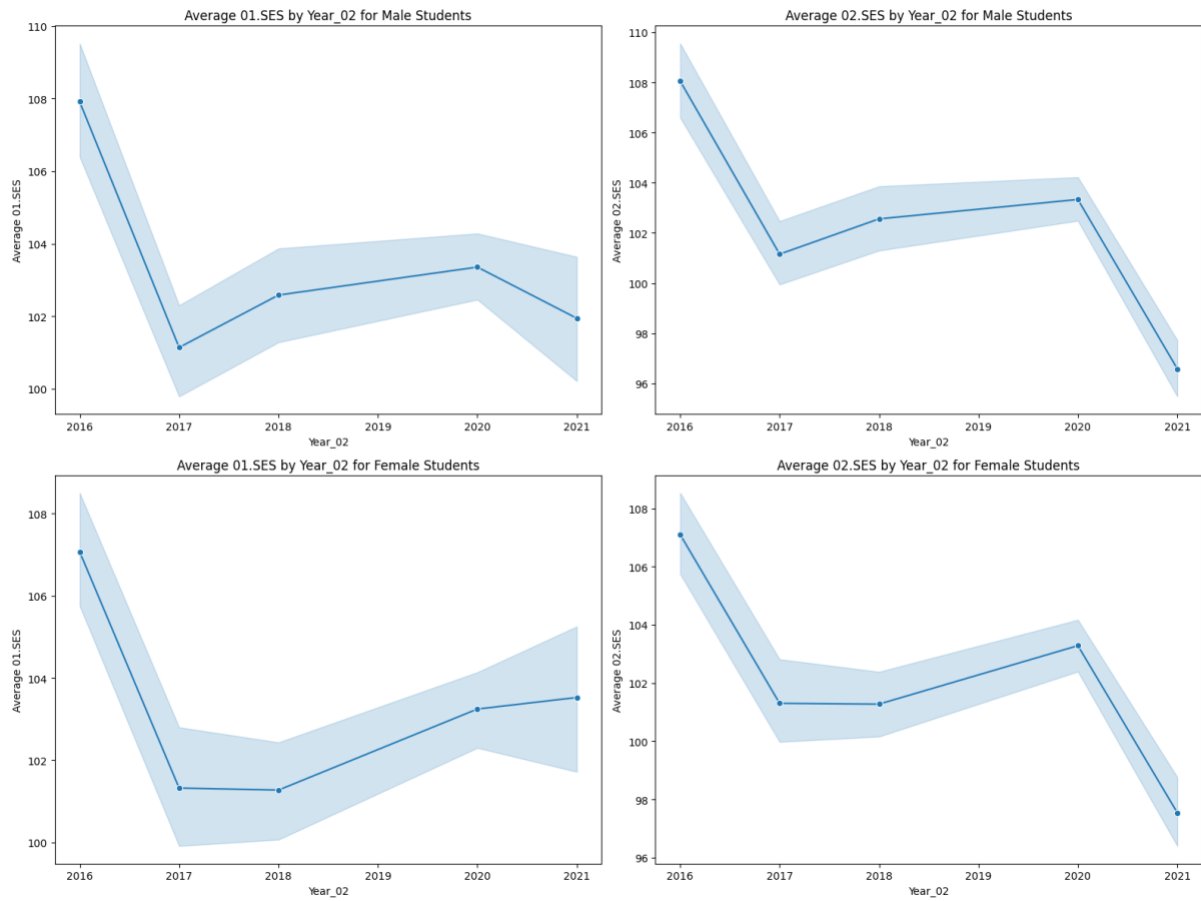 Average 01.SES by Year_02 for Male Students
110
108
106
104
102
100
Average 01.SES
2016 2017 2018 2019 2020 2021
Year_02
Average 02.SES by Year_02 for Male Students
110
108
106
104
102
100
98
96
Average 02.SES
2016 2017 2018 2019 2020 2021
Year_02
Average 01.SES by Year_02 for Female Students
108
106
104
102
100
Average 01.SES
2016 2017 2018 2019 2020 2021
Year_02
Average 02.SES by Year_02 for Female Students
108
106
104
102
100
98
96
Average 02.SES
2016 2017 2018 2019 2020 2021
Year_02